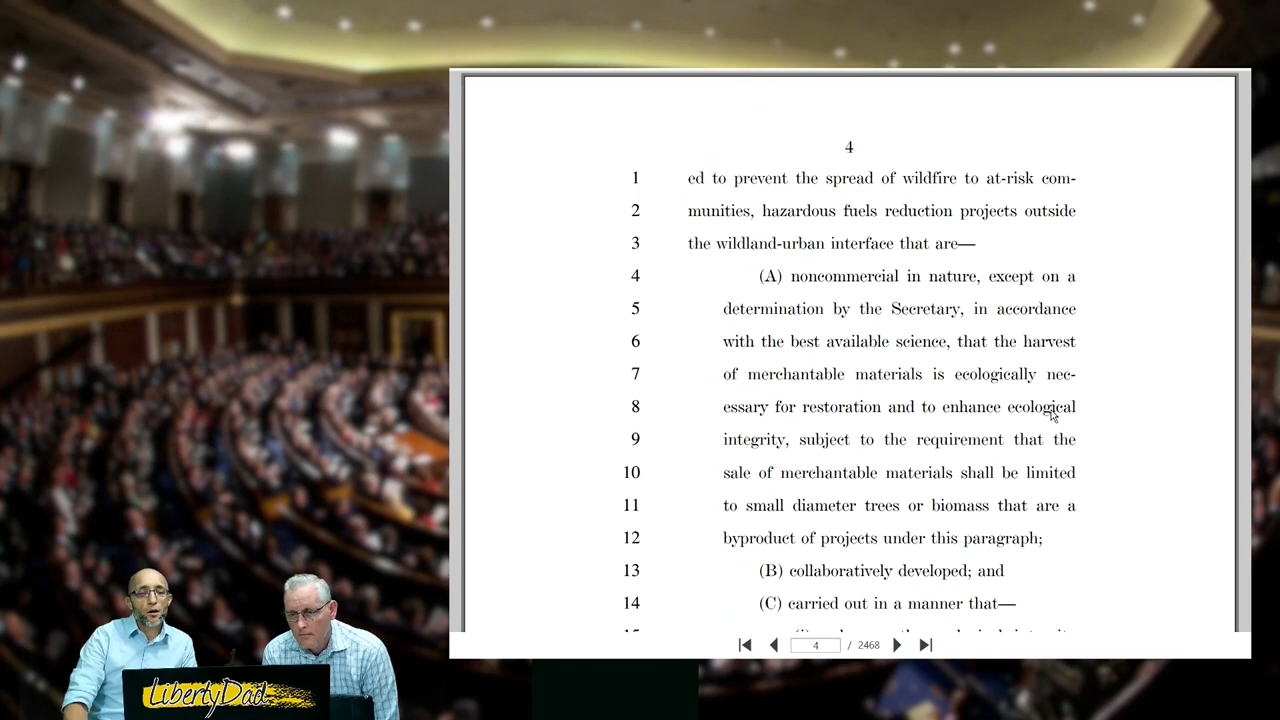 4
1 ed to prevent the spread of wildfire to at-risk com-
2 munities, hazardous fuels reduction projects outside
3 the wildland-urban interface that are—
4 (A) noncommercial in nature, except on a
5 determination by the Secretary, in accordance
6 with the best available science, that the harvest
7 of merchantable materials is ecologically nec-
8 essary for restoration and to enhance ecological
9 integrity, subject to the requirement that the
10 sale of merchantable materials shall be limited
11 to small diameter trees or biomass that are a
12 byproduct of projects under this paragraph;
13 (B) collaboratively developed; and
14 (C) carried out in a manner that—
4 / 2468
LibertyDad